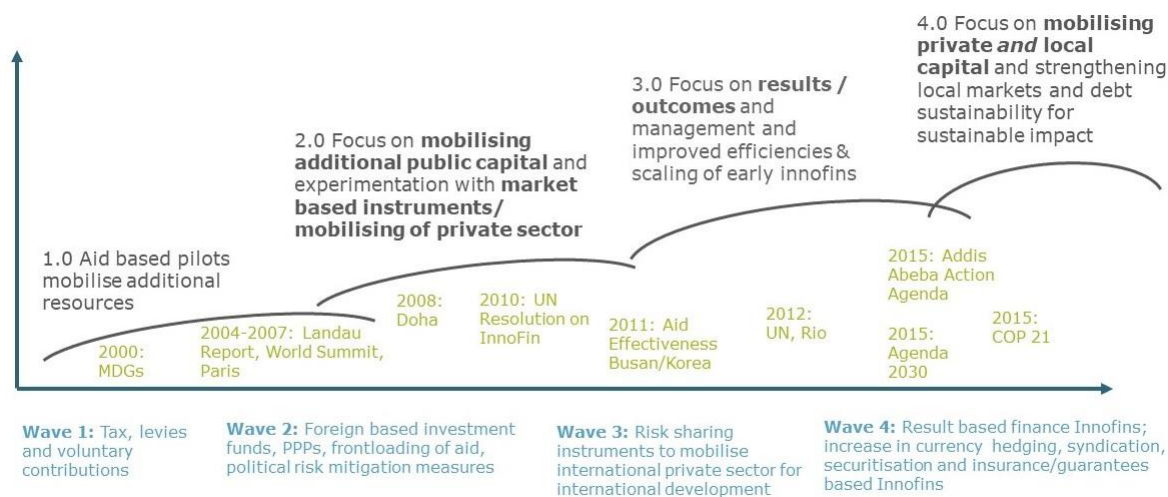 4.0 Focus on mobilising
private and local
capital and strengthening
local markets and debt
sustainability for
sustainable impact
3.0 Focus on results /
outcomes and
management and
improved efficiencies &
scaling of early innofins
2.0 Focus on mobilising
additional public capital and
experimentation with market
based instruments/
mobilising of private sector
1.0 Aid based pilots
mobilise additional
resources
2000:
MDGs
2004-2007: Landau
Report, World Summit,
Paris
2008:
Doha
2010: UN
Resolution on
InnoFin
2011: Aid
Effectiveness
Busan/Korea
2012:
UN, Rio
2015: Addis
Abeba Action
Agenda
2015:
Agenda
2030
2015:
COP 21
Wave 1: Tax, levies
and voluntary
contributions
Wave 2: Foreign based investment
funds, PPPs, frontloading of aid,
political risk mitigation measures
Wave 3: Risk sharing
instruments to mobilise
international private sector for
international development
Wave 4: Result based finance Innofins;
increase in currency hedging, syndication,
securitisation and insurance/guarantees
based Innofins